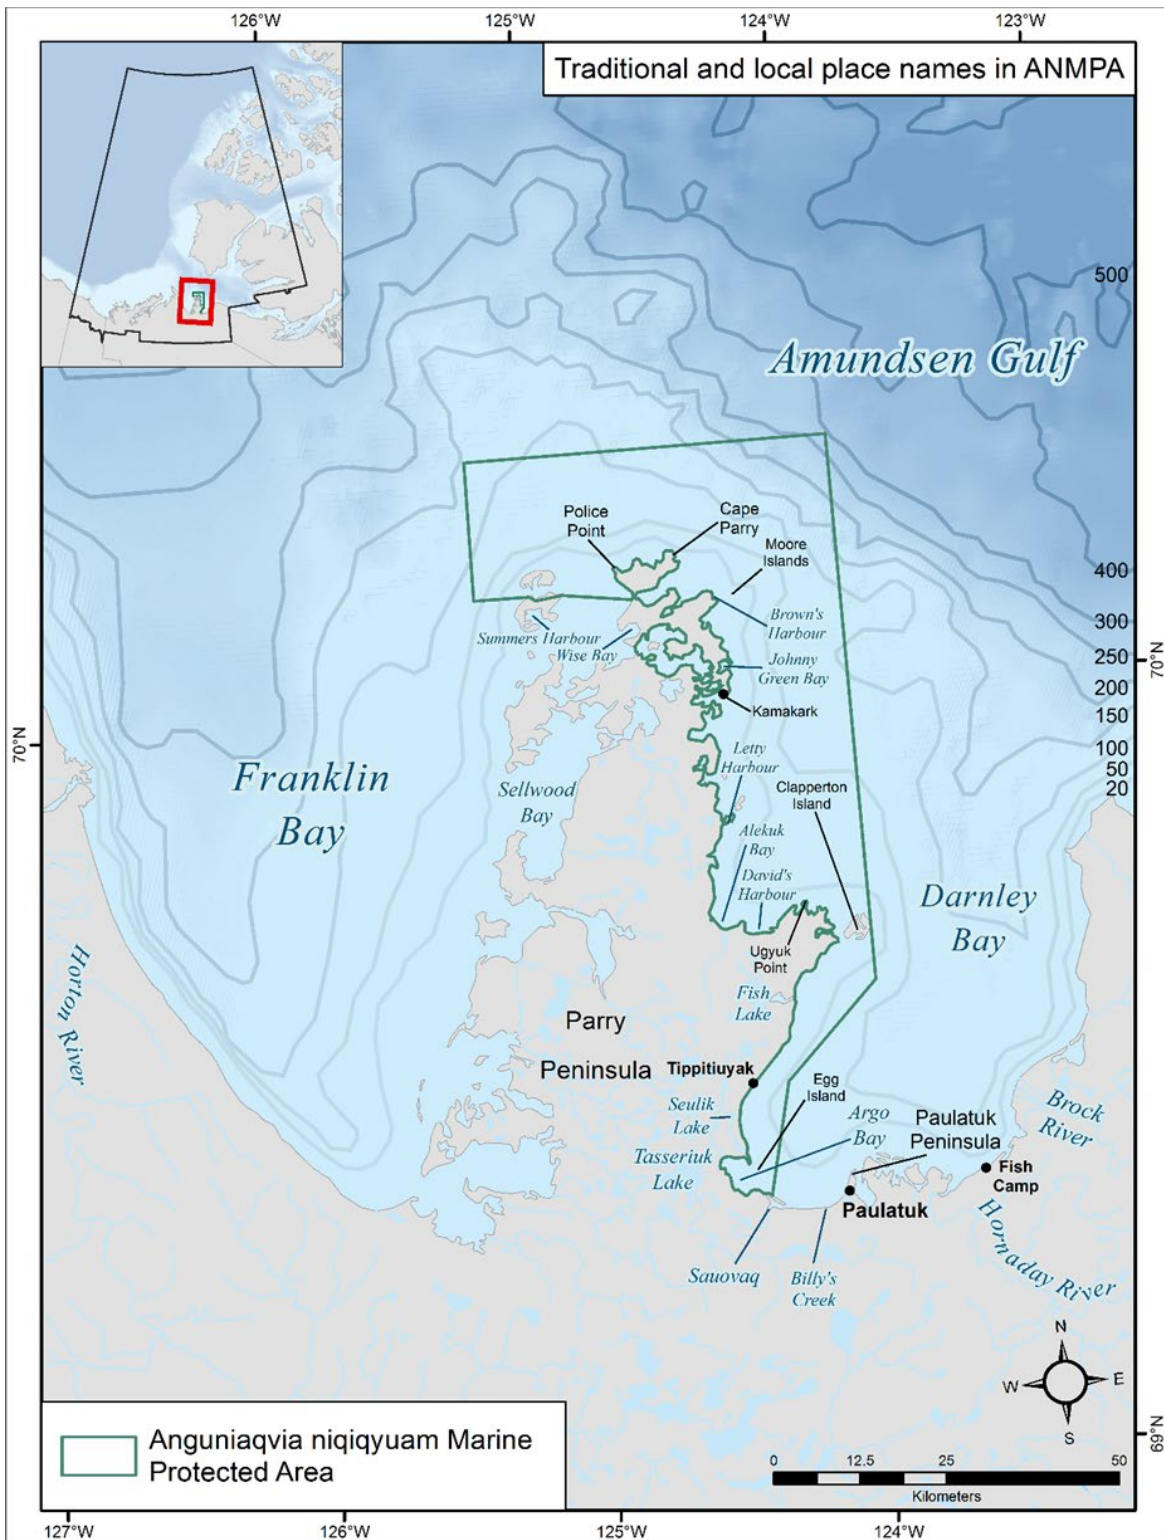 126°W
125°W
124°W
123°W
Traditional and local place names in ANMPA
500
Amundsen Gulf
Police
Point
Cape
Parry
Moore
Islands
400
Brown's
Harbour
300
Summers Harbour
Wise Bay
Johnny
Green Bay
250
70°N
200
Kamakark
150
70°N
Letty
Harbour
100
50
20
Franklin
Bay
Sellwood
Bay
Clapperton
Island
Alekuk
Bay
David's
Harbour
Darnley
Bay
Ugyuk
Point
Horton River
Fish
Lake
Parry
Peninsula
Tippitiuyak
Egg
Island
Seulik
Lake
Argo
Bay
Paulatuk
Peninsula
Brock
River
Tasseriuk
Lake
Fish
Camp
Paulatuk
Hornaday River
Sauovaq
Billy's
Creek
N
W
E
S
Anguniaqvia niqiqyuam Marine
Protected Area
0 12.5 25 50
Kilometers
69°N
127°W
126°W
125°W
124°W